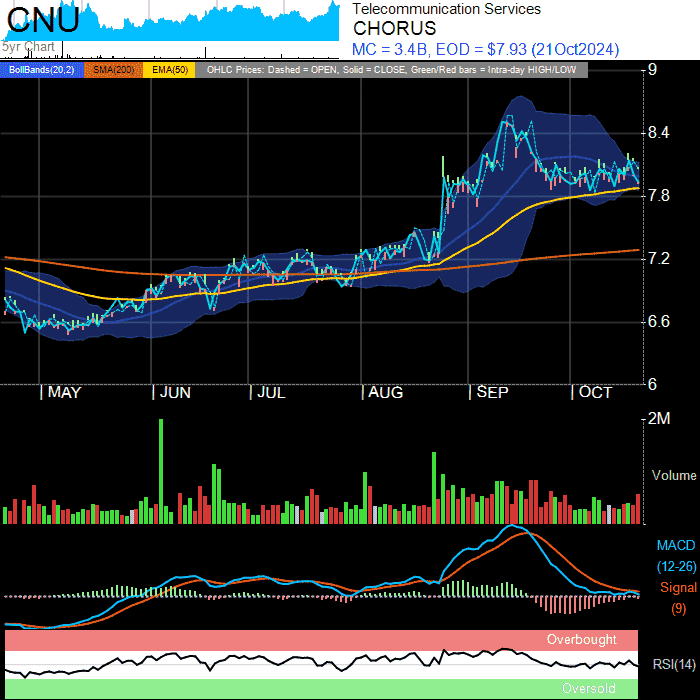 CNU
5yr Chart
Telecommunication Services
CHORUS
MC = 3.4B, EOD = $7.93 (21Oct2024)
BollBands(20,2) SMA(200) EMA(50) OHLC Prices: Dashed = OPEN, Solid = CLOSE, Green/Red bars = Intra-day HIGH/LOW
9
8.4
7.8
7.2
6.6
6
MAY JUN JUL AUG SEP OCT
2M
Volume
MACD
(12-26)
Signal
(9)
Overbought
RSI(14)
Oversold